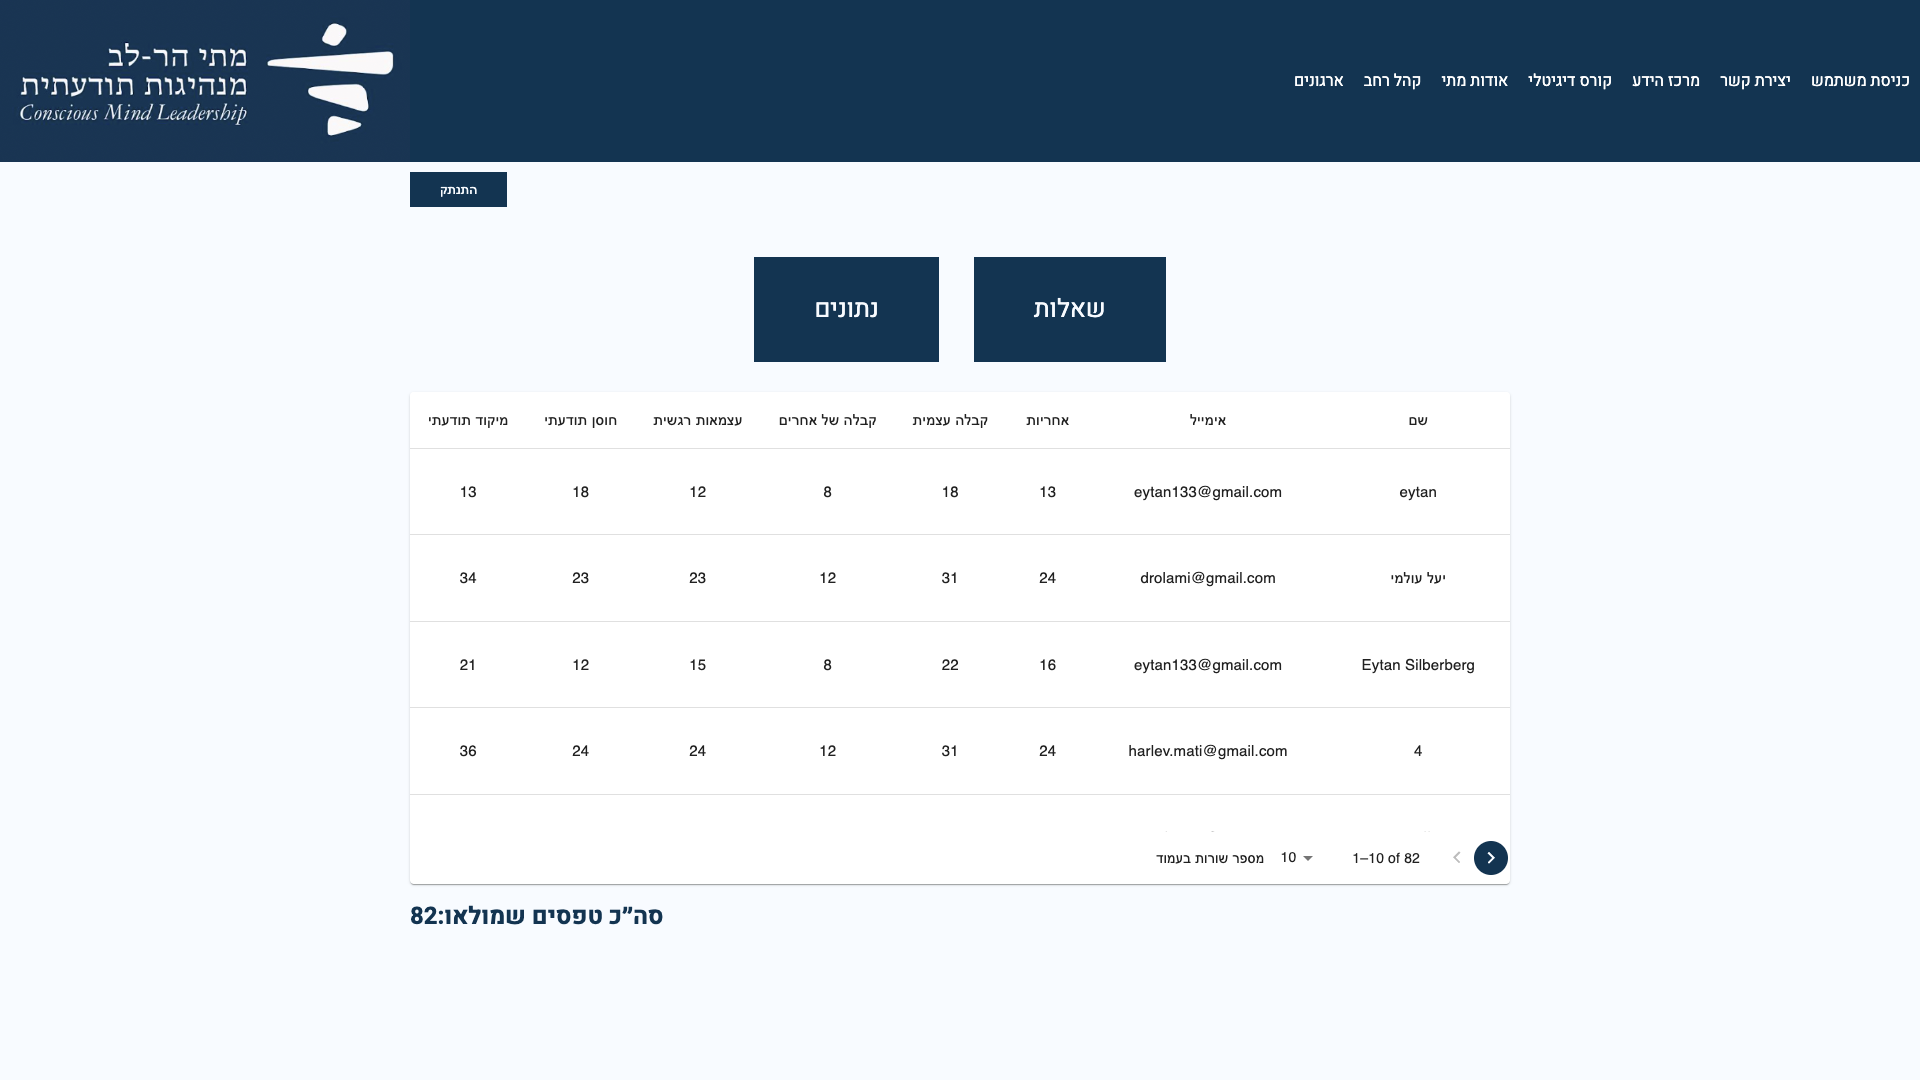 מתי הר-לב
מנהיגות תודעתית
Conscious Mind Leadership
כניסת משתמש יצירת קשר מרכז הידע קורס דיגיטלי אודות מתי קהל רחב ארגונים
התנתק
שאלות
נתונים
שם אימייל אחריות קבלה עצמית קבלה של אחרים עצמאות רגשית חוסן תודעתי מיקוד תודעתי
eytan eytan133@gmail.com 13 18 8 12 18 13
יעל עולמי drolami@gmail.com 24 31 12 23 23 34
Eytan Silberberg eytan133@gmail.com 16 22 8 15 12 21
4 harlev.mati@gmail.com 24 31 12 24 24 36
1–10 of 82 10 מספר שורות בעמוד
סה״כ טפסים שמולאו:82